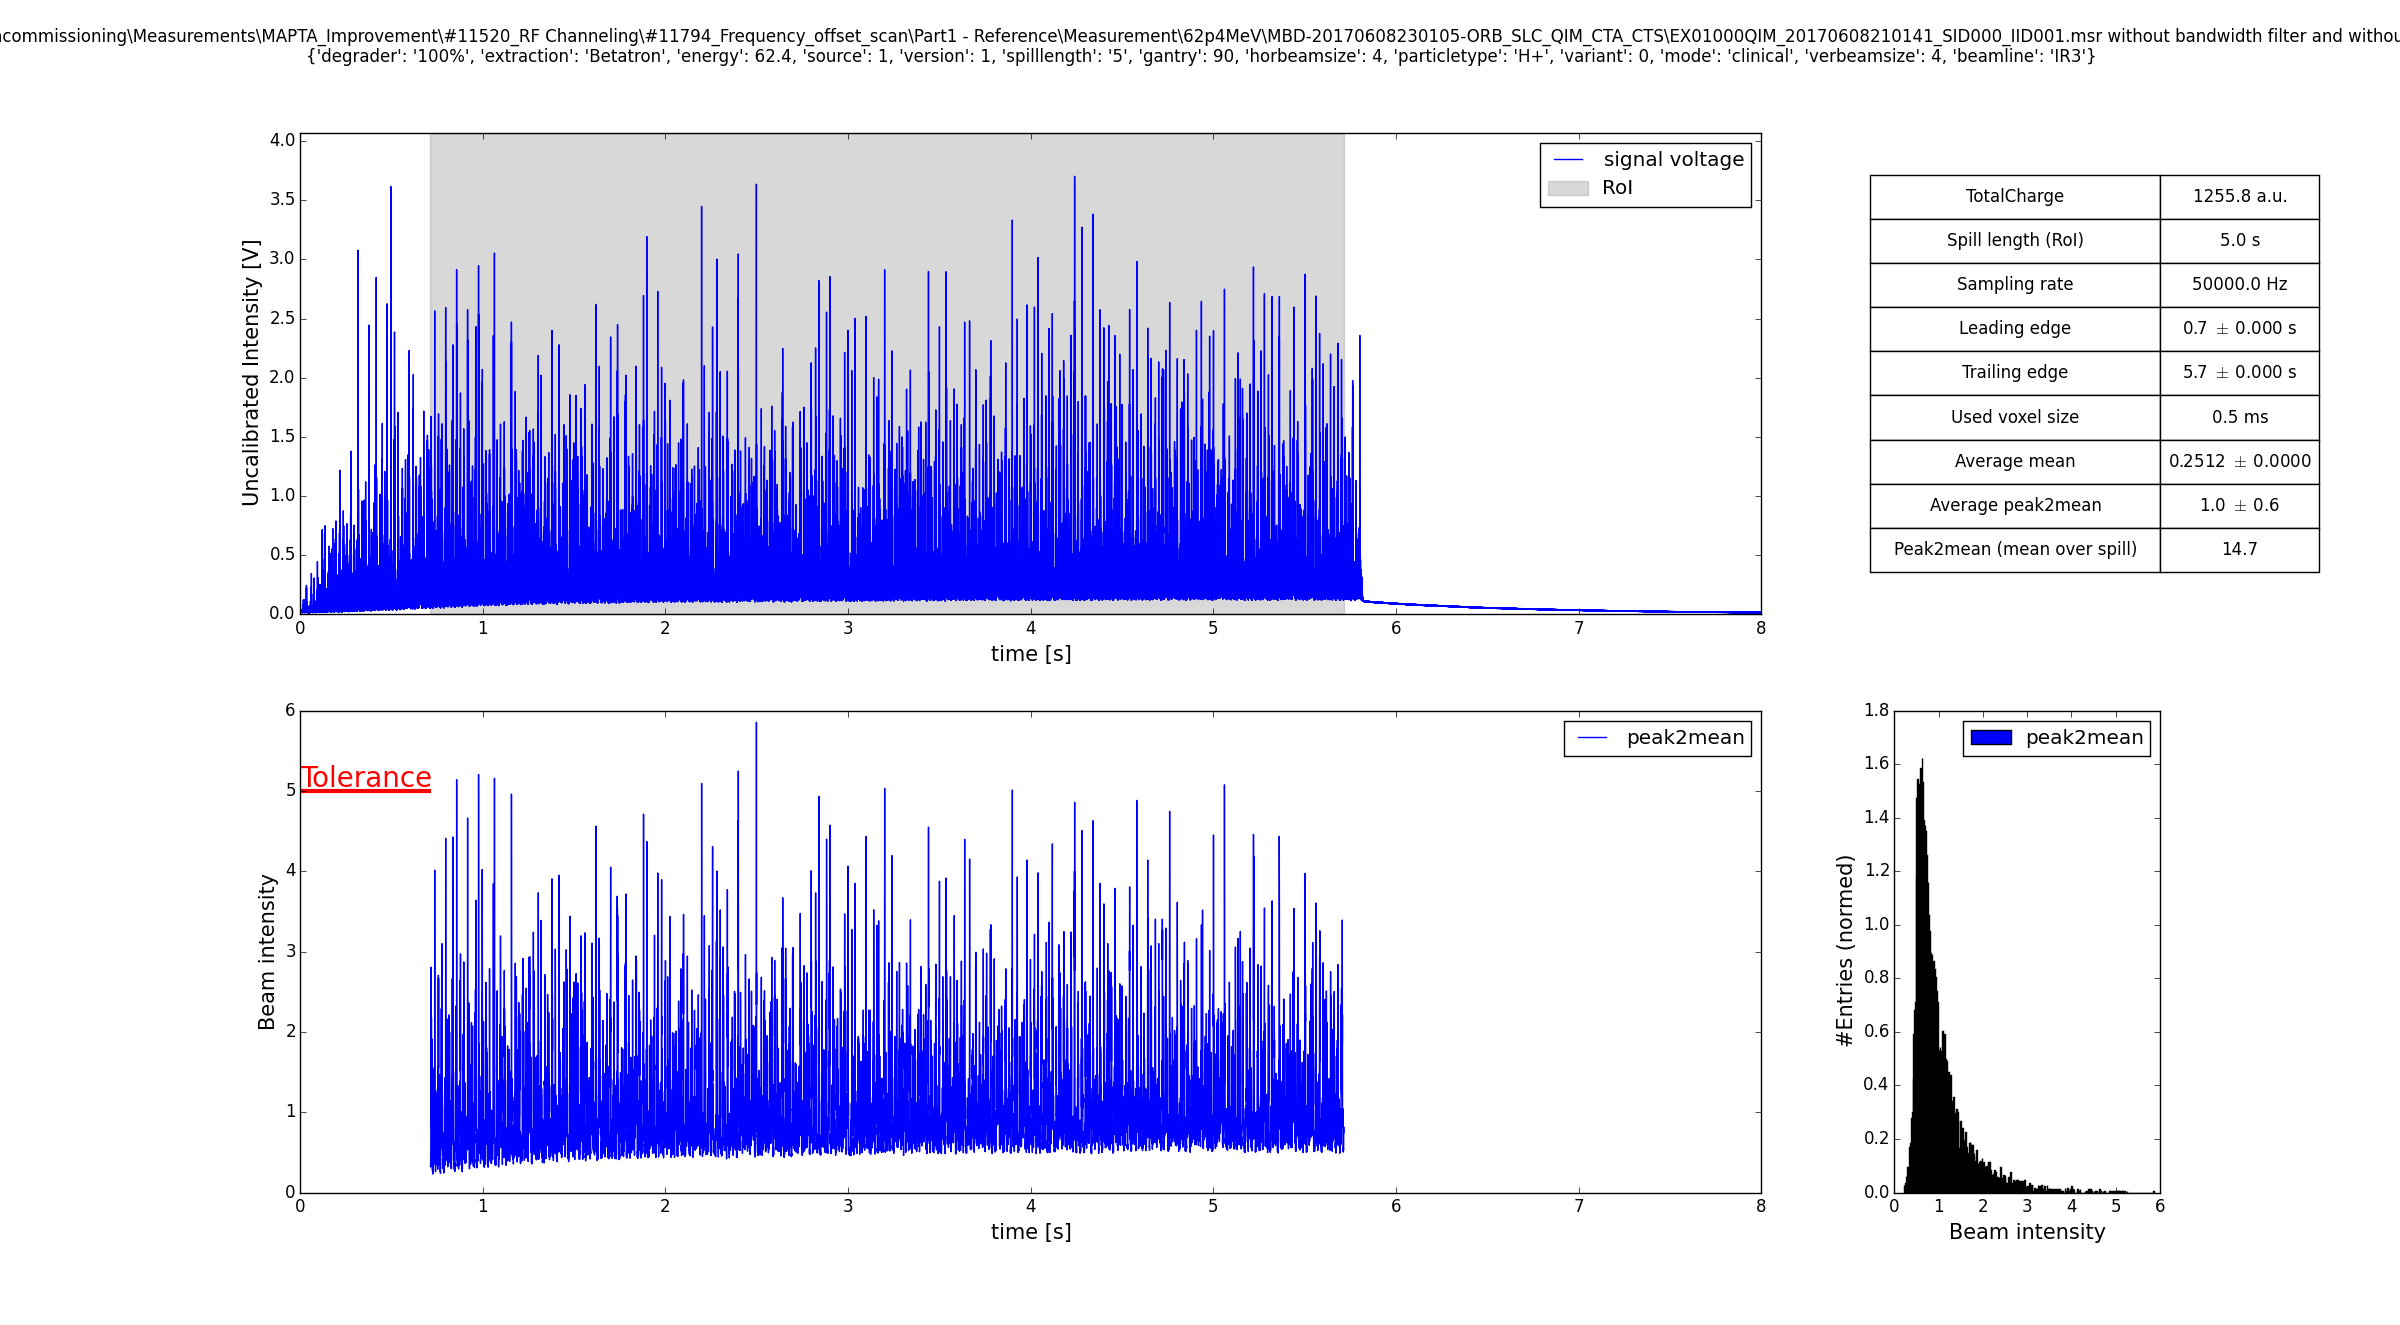 commissioning\Measurements\MAPTA_Improvement\#11520_RF Channeling\#11794_Frequency_offset_scan\Part1 - Reference\Measurement\62p4MeV\MBD-20170608230105-ORB_SLC_QIM_CTA_CTS\EX01000QIM_20170608210141_SID000_IID001.msr without bandwidth filter and withou
{'degrader': '100%', 'extraction': 'Betatron', 'energy': 62.4, 'source': 1, 'version': 1, 'spilllength': '5', 'gantry': 90, 'horbeamsize': 4, 'particletype': 'H+', 'variant': 0, 'mode': 'clinical', 'verbeamsize': 4, 'beamline': 'IR3'}
Uncalibrated Intensity [V]
4.0
3.5
3.0
2.5
2.0
1.5
1.0
0.5
0.0
signal voltage
RoI
0 1 2 3 4 5 6 7 8
time [s]
TotalCharge 1255.8 a.u.
Spill length (RoI) 5.0 s
Sampling rate 50000.0 Hz
Leading edge 0.7 ± 0.000 s
Trailing edge 5.7 ± 0.000 s
Used voxel size 0.5 ms
Average mean 0.2512 ± 0.0000
Average peak2mean 1.0 ± 0.6
Peak2mean (mean over spill) 14.7
Beam intensity
6
5
4
3
2
1
0
Tolerance
peak2mean
0 1 2 3 4 5 6 7 8
time [s]
#Entries (normed)
1.8
1.6
1.4
1.2
1.0
0.8
0.6
0.4
0.2
0.0
peak2mean
0 1 2 3 4 5 6
Beam intensity